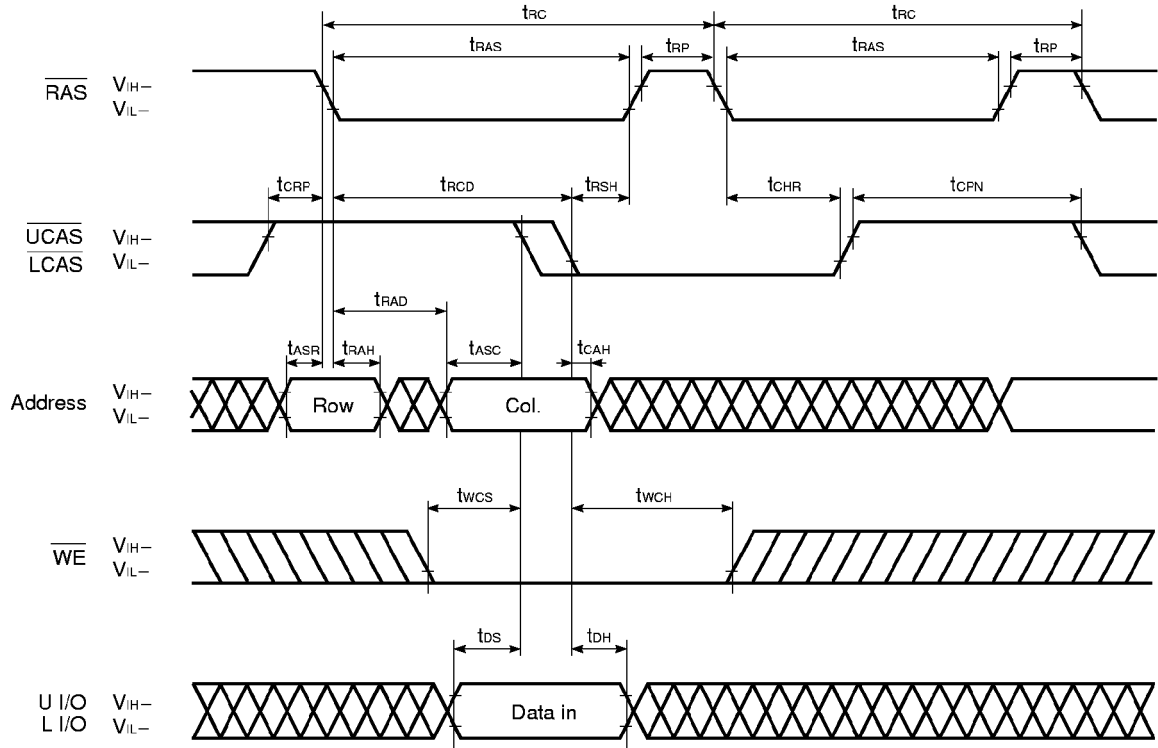 tRC tRC
tRAS tRP tRAS tRP
RAS VIH–
VIL–
tCRP tRCD tRSH tCHR tCPN
UCAS VIH–
LCAS VIL–
tRAD
tASR tRAH tASC tCAH
Address VIH–
VIL–
Row Col.
tWCS tWCH
WE VIH–
VIL–
tDS tDH
U I/O VIH–
L I/O VIL–
Data in